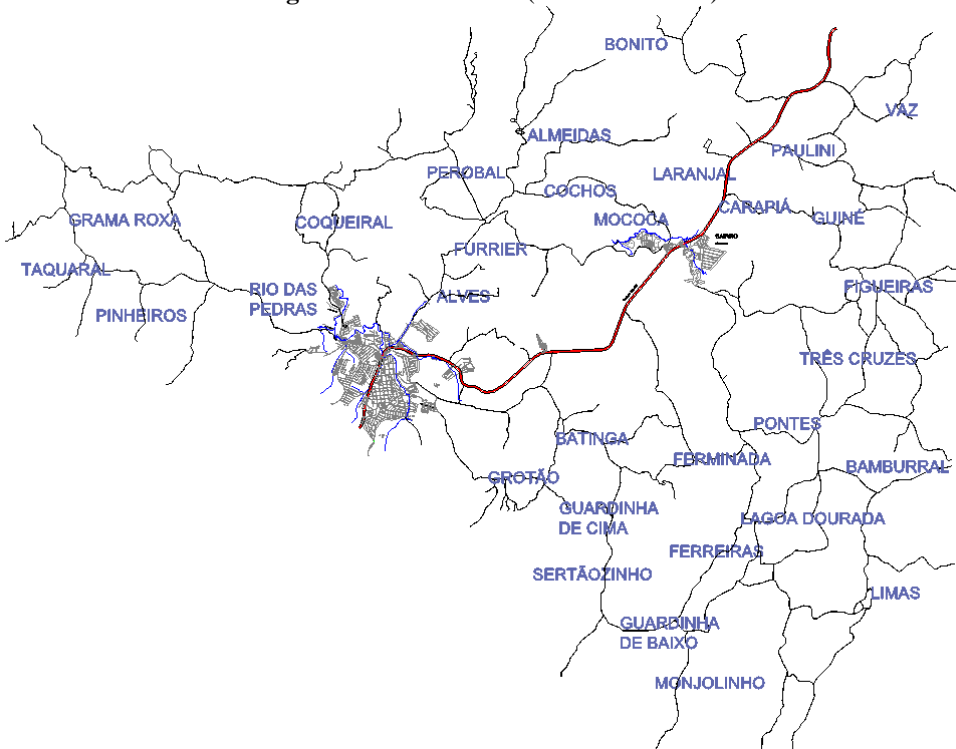 BONITO
VAZ
ALMEIDAS
PAULINI
PEROBAL
LARANJAL
COCHOS
CARAPIÁ
GRAMA ROXA
COQUEIRAL
MOCOCA
GUINÉ
BAIRRO
FURRIER
TAQUARAL
RIO DAS
PEDRAS
ALVES
FIGUEIRAS
PINHEIROS
TRÊS CRUZES
PONTES
BATINGA
FERMINADA
BAMBURRAL
GROTÃO
GUARDINHA
DE CIMA
LAGOA DOURADA
FERREIRAS
SERTÃOZINHO
LIMAS
GUARDINHA
DE BAIXO
MONJOLINHO